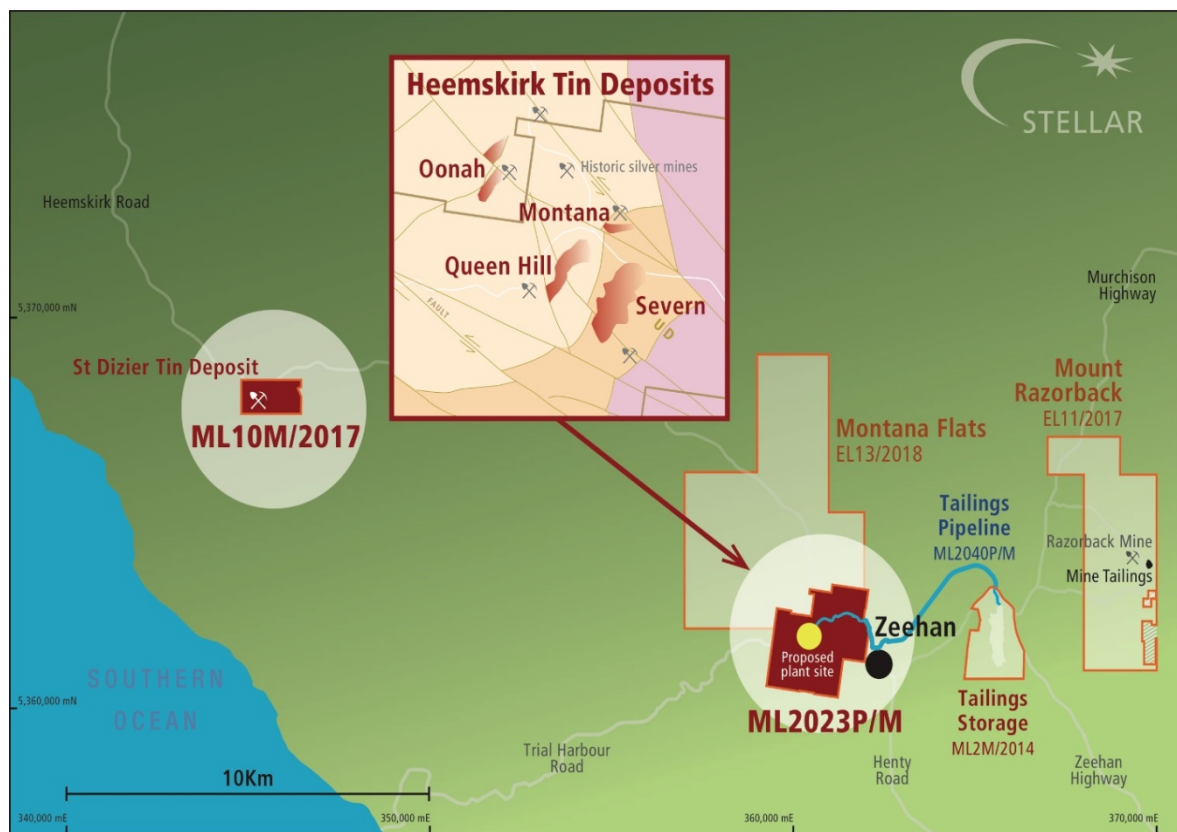 STELLAR
Heemskirk Tin Deposits
Oonah
Historic silver mines
Montana
Queen Hill
Severn
FAULT
U D
Heemskirk Road
5,370,000 mN
St Dizier Tin Deposit
ML10M/2017
Murchison
Highway
Mount
Razorback
EL11/2017
Montana Flats
EL13/2018
Tailings
Pipeline
ML2040P/M
Razorback Mine
Mine Tailings
Zeehan
Proposed
plant site
ML2023P/M
Tailings
Storage
ML2M/2014
SOUTHERN
OCEAN
5,360,000 mN
Trial Harbour
Road
Henty
Road
Zeehan
Highway
10Km
340,000 mE
350,000 mE
360,000 mE
370,000 mE